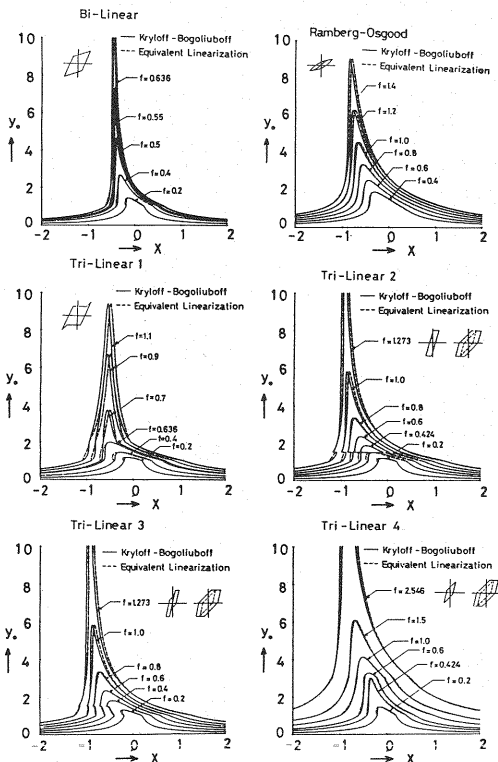 Bi-Linear
Kryloff-Bogoliuboff
Equivalent Linearization
10
8
6
4
2
0
y₀
f=0.636
f=0.55
f=0.5
f=0.4
f=0.2
-2 -1 0 1 2
X
Ramberg-Osgood
Kryloff-Bogoliuboff
Equivalent Linearization
10
8
6
4
2
0
y₀
f=1.4
f=1.2
f=1.0
f=0.8
f=0.6
f=0.4
-2 -1 0 1 2
X
Tri-Linear 1
Kryloff-Bogoliuboff
Equivalent Linearization
10
8
6
4
2
0
y₀
f=1.1
f=0.9
f=0.7
f=0.636
f=0.4
f=0.2
-2 -1 0 1 2
X
Tri-Linear 2
Kryloff-Bogoliuboff
Equivalent Linearization
10
8
6
4
2
0
y₀
f=1.273
f=1.0
f=0.8
f=0.6
f=0.424
f=0.2
-2 -1 0 1 2
X
Tri-Linear 3
Kryloff-Bogoliuboff
Equivalent Linearization
10
8
6
4
2
0
y₀
f=1.273
f=1.0
f=0.8
f=0.6
f=0.4
f=0.2
-2 -1 0 1 2
X
Tri-Linear 4
Kryloff-Bogoliuboff
Equivalent Linearization
10
8
6
4
2
0
y₀
f=2.546
f=1.5
f=1.0
f=0.6
f=0.424
f=0.2
-2 -1 0 1 2
X